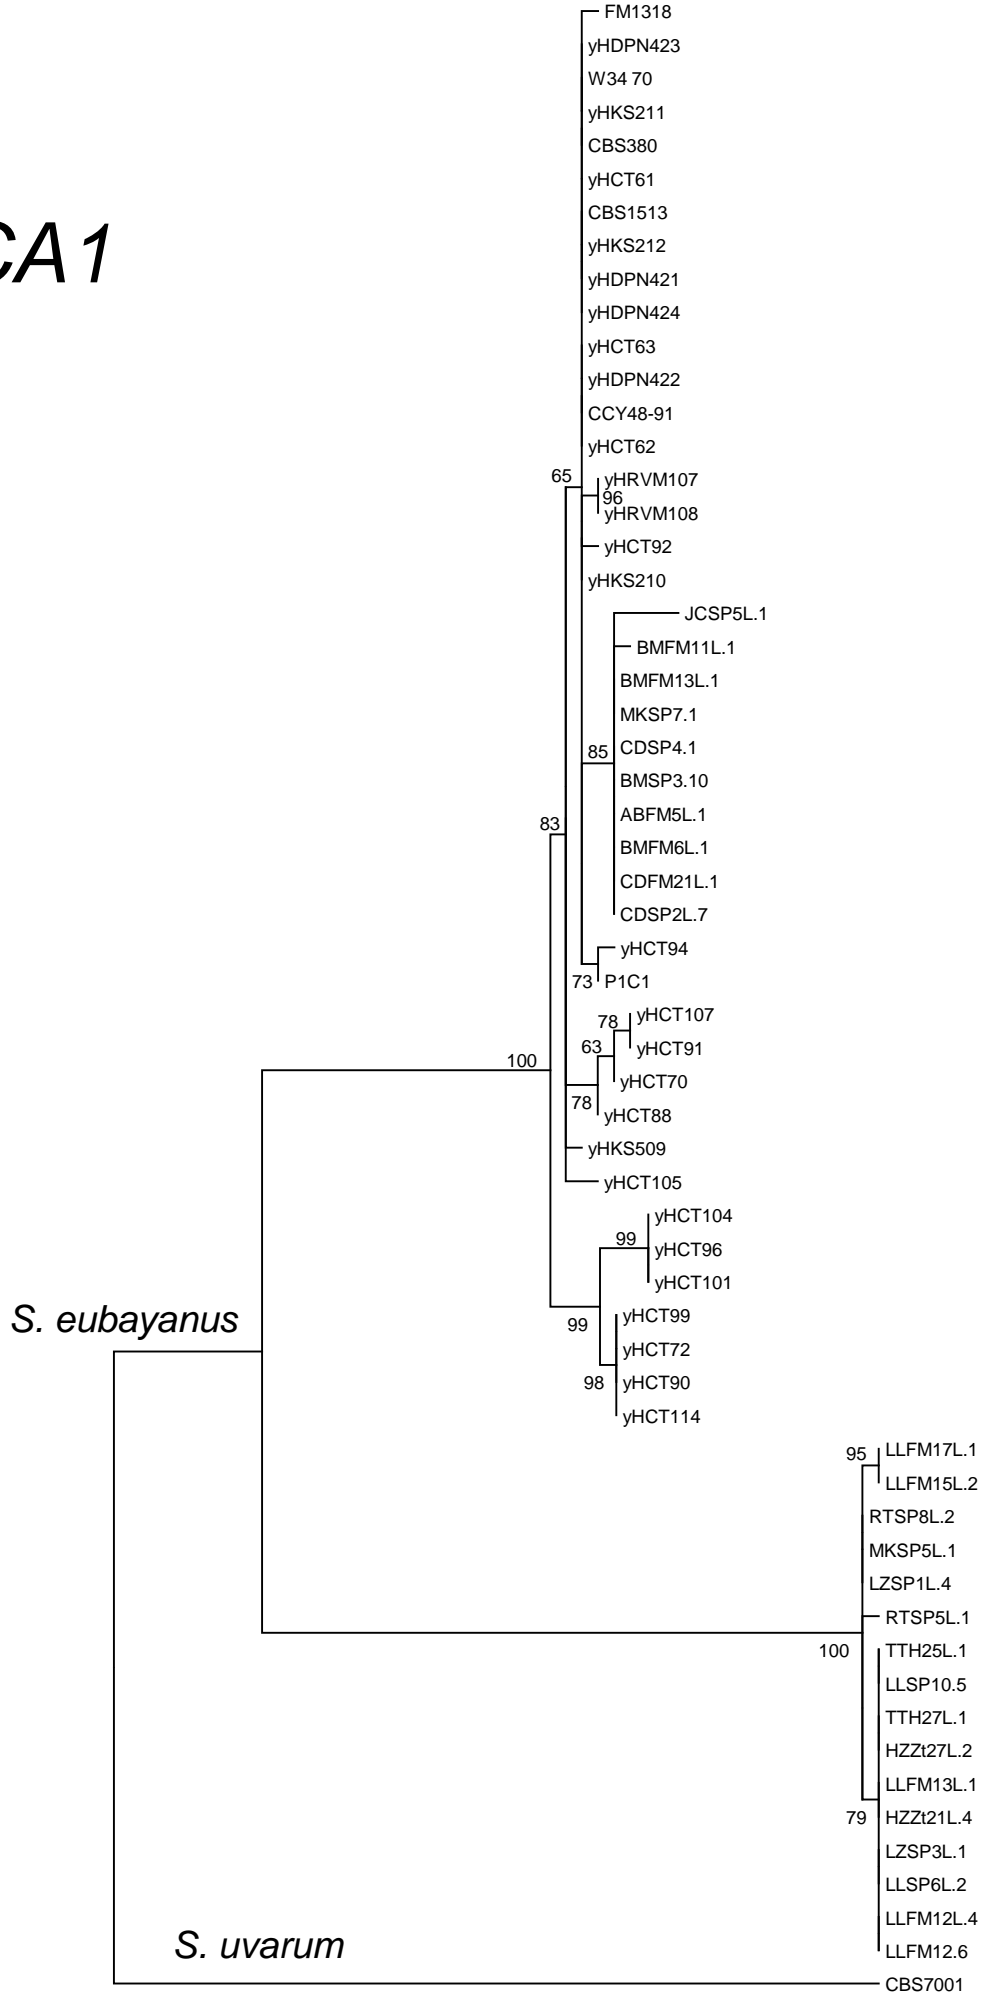 FM1318
yHDPN423
W34 70
yHKS211
CBS380
yHCT61
CBS1513
CA1
yHKS212
yHDPN421
yHDPN424
yHCT63
yHDPN422
CCY48-91
yHCT62
65
yHRVM107
96
yHRVM108
yHCT92
yHKS210
JCSP5L.1
BMFM11L.1
BMFM13L.1
MKSP7.1
85
CDSP4.1
BMSP3.10
ABFM5L.1
83
BMFM6L.1
CDFM21L.1
CDSP2L.7
yHCT94
73
P1C1
yHCT107
78
63
yHCT91
100
yHCT70
78
yHCT88
yHKS509
yHCT105
yHCT104
99
yHCT96
yHCT101
S. eubayanus
99
yHCT99
yHCT72
98
yHCT90
yHCT114
95
LLFM17L.1
LLFM15L.2
RTSP8L.2
MKSP5L.1
LZSP1L.4
RTSP5L.1
100
TTH25L.1
LLSP10.5
TTH27L.1
HZZt27L.2
LLFM13L.1
79
HZZt21L.4
LZSP3L.1
LLSP6L.2
LLFM12L.4
S. uvarum
LLFM12.6
CBS7001